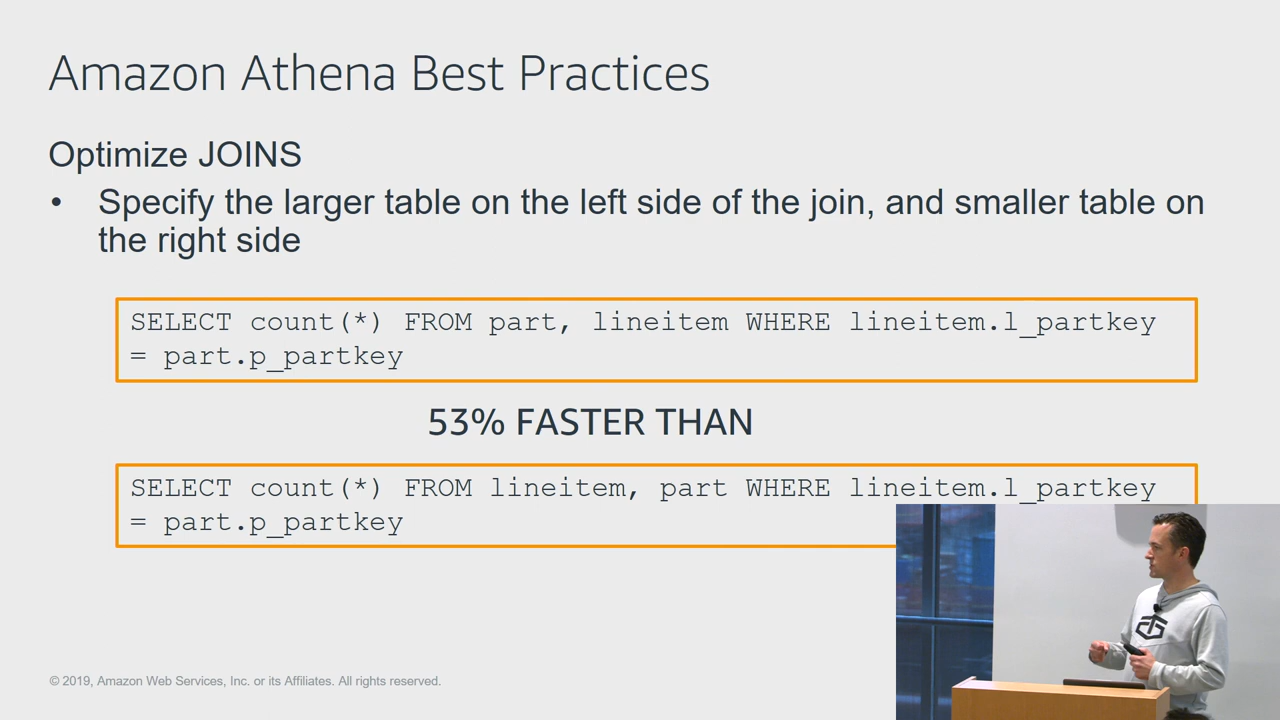 Amazon Athena Best Practices
Optimize JOINS
• Specify the larger table on the left side of the join, and smaller table on
the right side
SELECT count(*) FROM part, lineitem WHERE lineitem.l_partkey
= part.p_partkey
53% FASTER THAN
SELECT count(*) FROM lineitem, part WHERE lineitem.l_partkey
= part.p_partkey
© 2019, Amazon Web Services, Inc. or its Affiliates. All rights reserved.